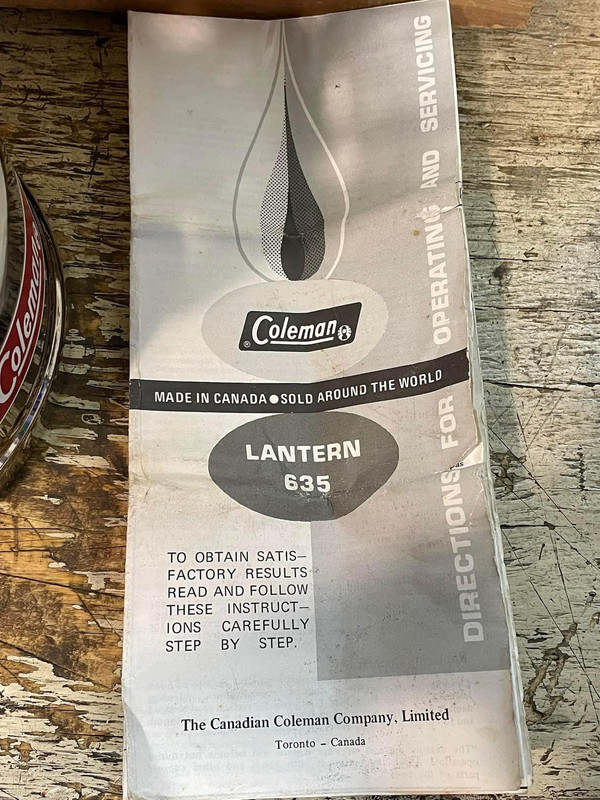 Coleman
® Coleman
MADE IN CANADA●SOLD AROUND THE WORLD
LANTERN
635
DIRECTIONS FOR OPERATING AND SERVICING
TO OBTAIN SATIS–
FACTORY RESULTS
READ AND FOLLOW
THESE INSTRUCT–
IONS CAREFULLY
STEP BY STEP.
The Canadian Coleman Company, Limited
Toronto – Canada